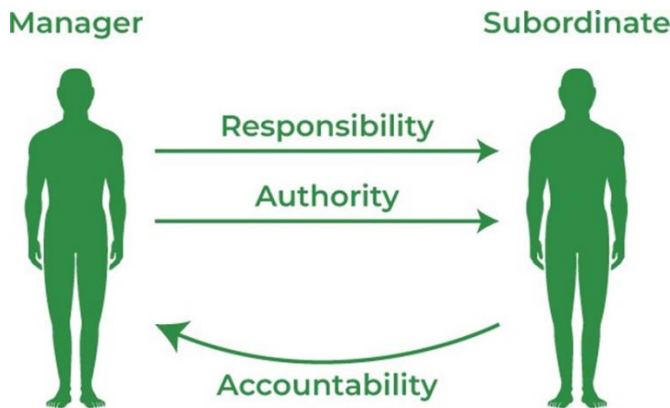 Manager
Subordinate
Responsibility
Authority
Accountability